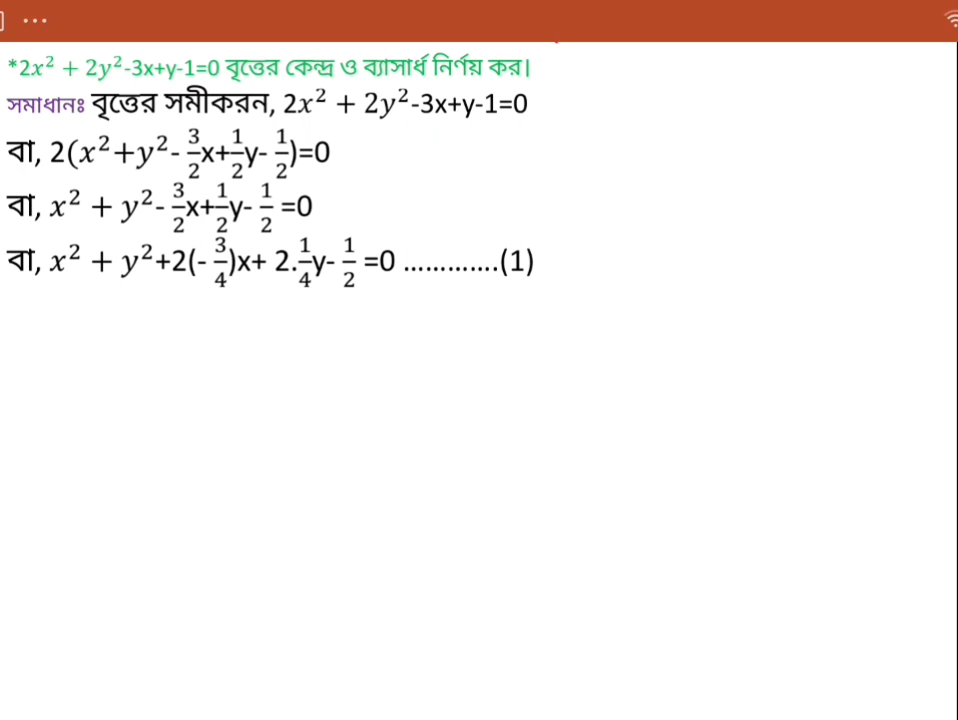 *2x² + 2y²-3x+y-1=0 বৃত্তের কেন্দ্র ও ব্যাসার্ধ নির্ণয় কর।
সমাধানঃ বৃত্তের সমীকরন, 2x² + 2y²-3x+y-1=0
বা, 2(x²+y²- 3/2x+1/2y- 1/2)=0
বা, x² + y²- 3/2x+1/2y- 1/2 =0
বা, x² + y²+2(- 3/4)x+ 2.1/4y- 1/2 =0 .............(1)